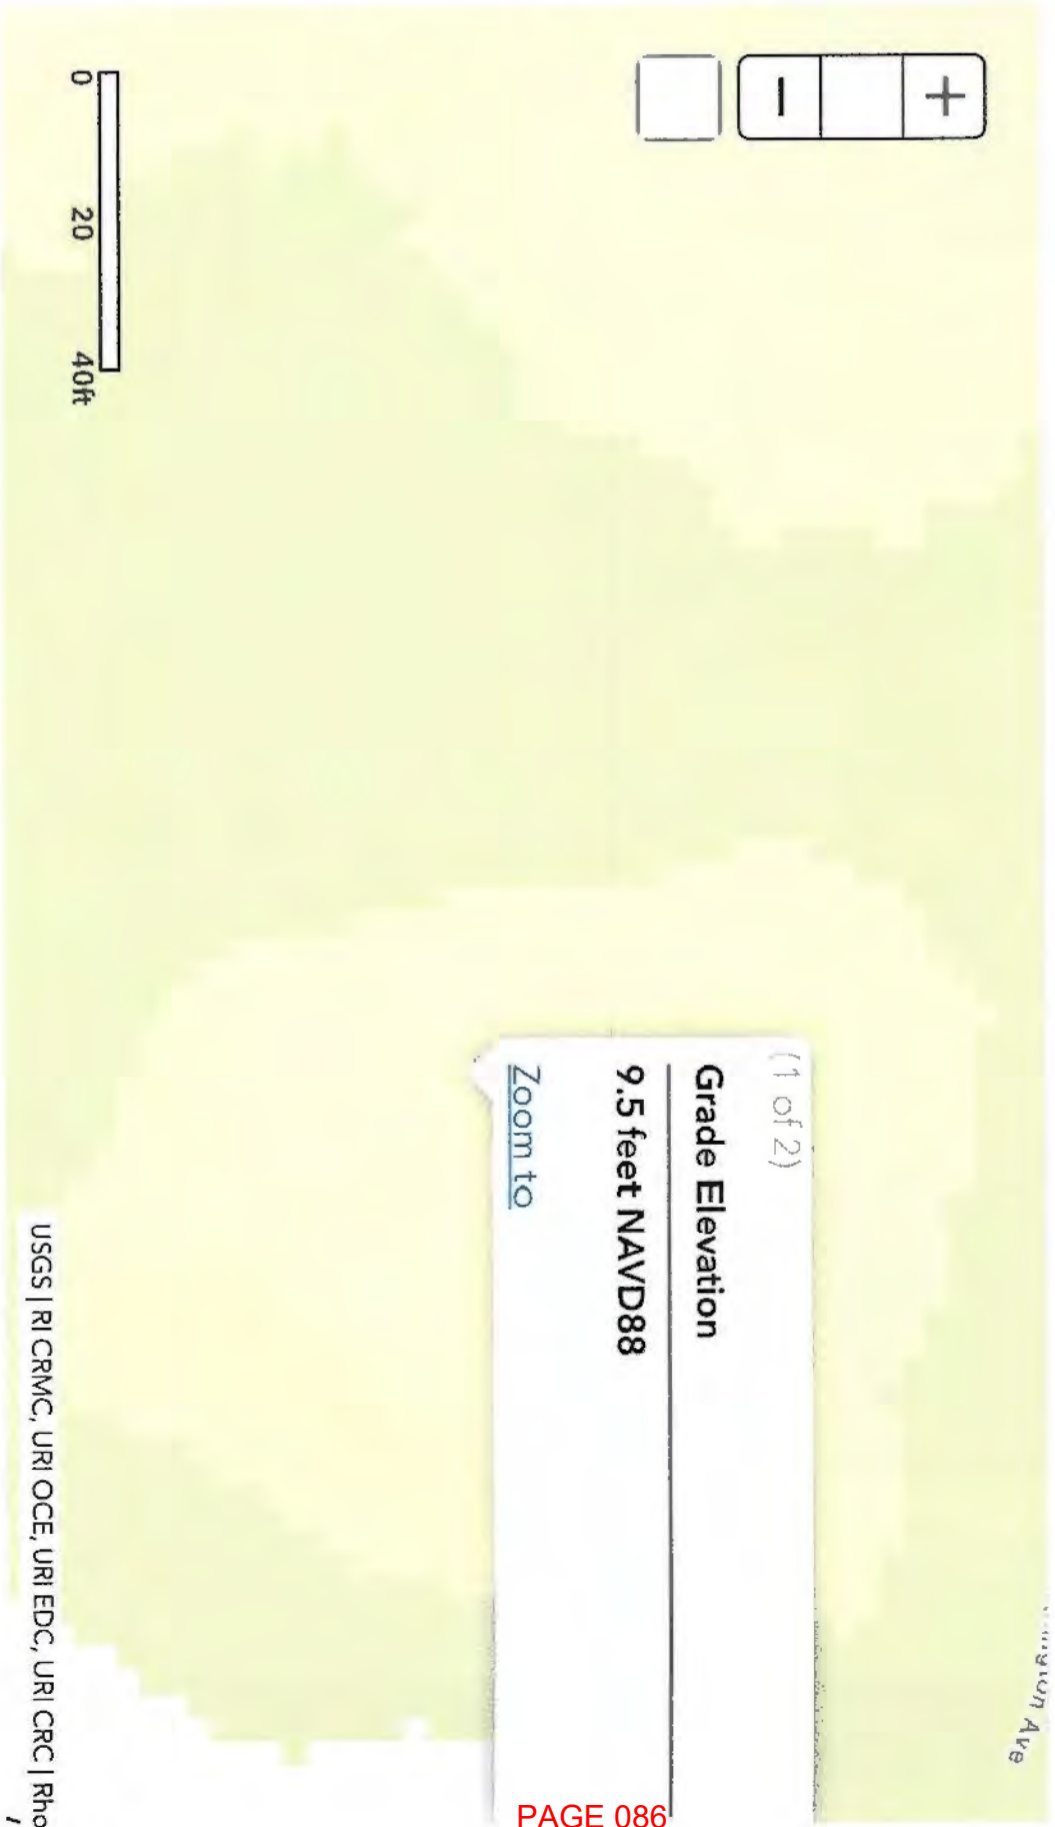 +
−
Ave
(1 of 2)
Grade Elevation
9.5 feet NAVD88
Zoom to
0 20 40ft
USGS | RI CRMC, URI OCE, URI EDC, URI CRC | Rho
PAGE 086